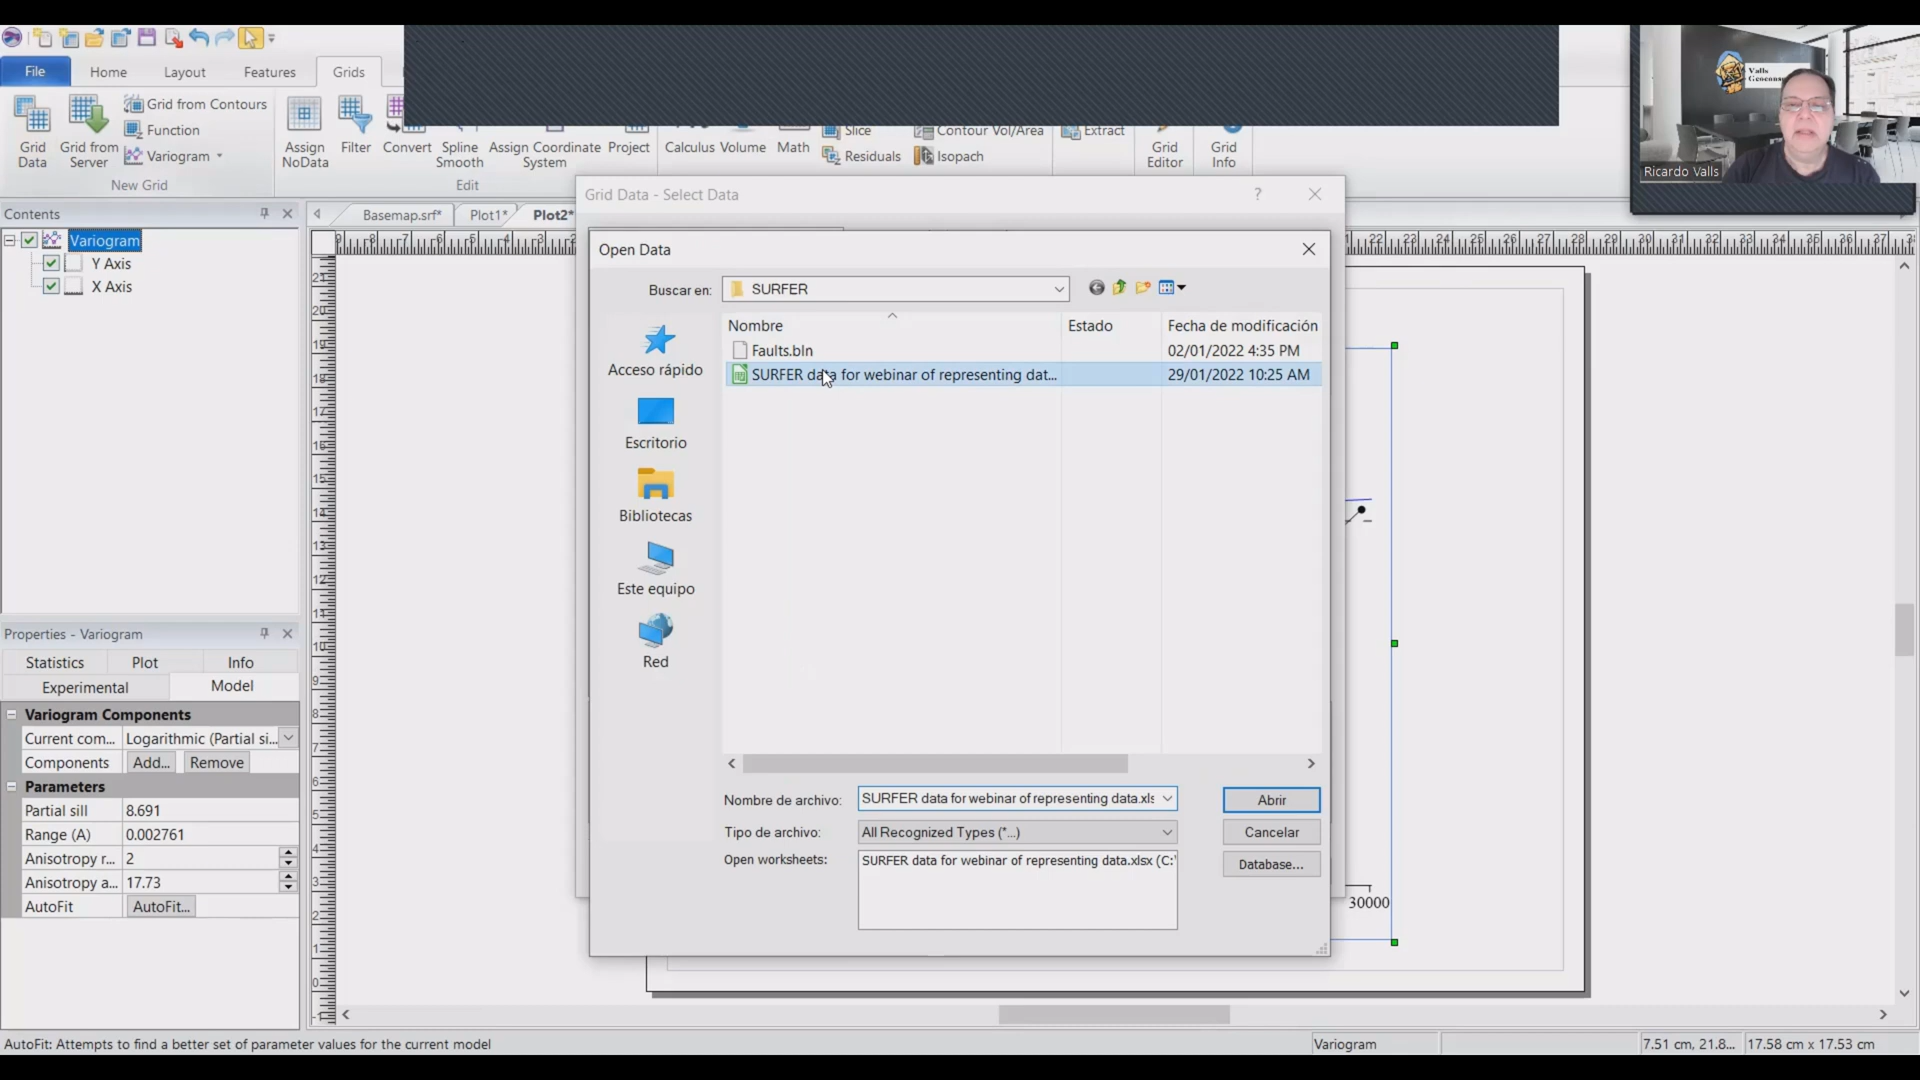 File
Home
Layout
Features
Grids
Grid Data
Grid from Server
Grid from Contours
Function
Variogram
New Grid
Assign NoData
Filter
Convert
Spline Smooth
Assign Coordinate System
Project
Edit
Calculus
Volume
Math
Slice
Residuals
Contour Vol/Area
Isopach
Extract
Grid Editor
Grid Info
Valls
Ricardo Valls
Contents
Variogram
Y Axis
X Axis
Basemap.srf*
Plot1*
Plot2*
Grid Data - Select Data
?
Open Data
Buscar en:
SURFER
Nombre
Estado
Fecha de modificación
Faults.bln
02/01/2022 4:35 PM
SURFER data for webinar of representing dat...
29/01/2022 10:25 AM
Acceso rápido
Escritorio
Bibliotecas
Este equipo
Red
Nombre de archivo:
SURFER data for webinar of representing data.xls
Abrir
Tipo de archivo:
All Recognized Types (*...)
Cancelar
Open worksheets:
SURFER data for webinar of representing data.xlsx (C:
Database...
30000
Properties - Variogram
Statistics
Plot
Info
Experimental
Model
Variogram Components
Current com...
Logarithmic (Partial si...
Components
Add...
Remove
Parameters
Partial sill
8.691
Range (A)
0.002761
Anisotropy r...
2
Anisotropy a...
17.73
AutoFit
AutoFit...
AutoFit: Attempts to find a better set of parameter values for the current model
Variogram
7.51 cm, 21.8...
17.58 cm x 17.53 cm